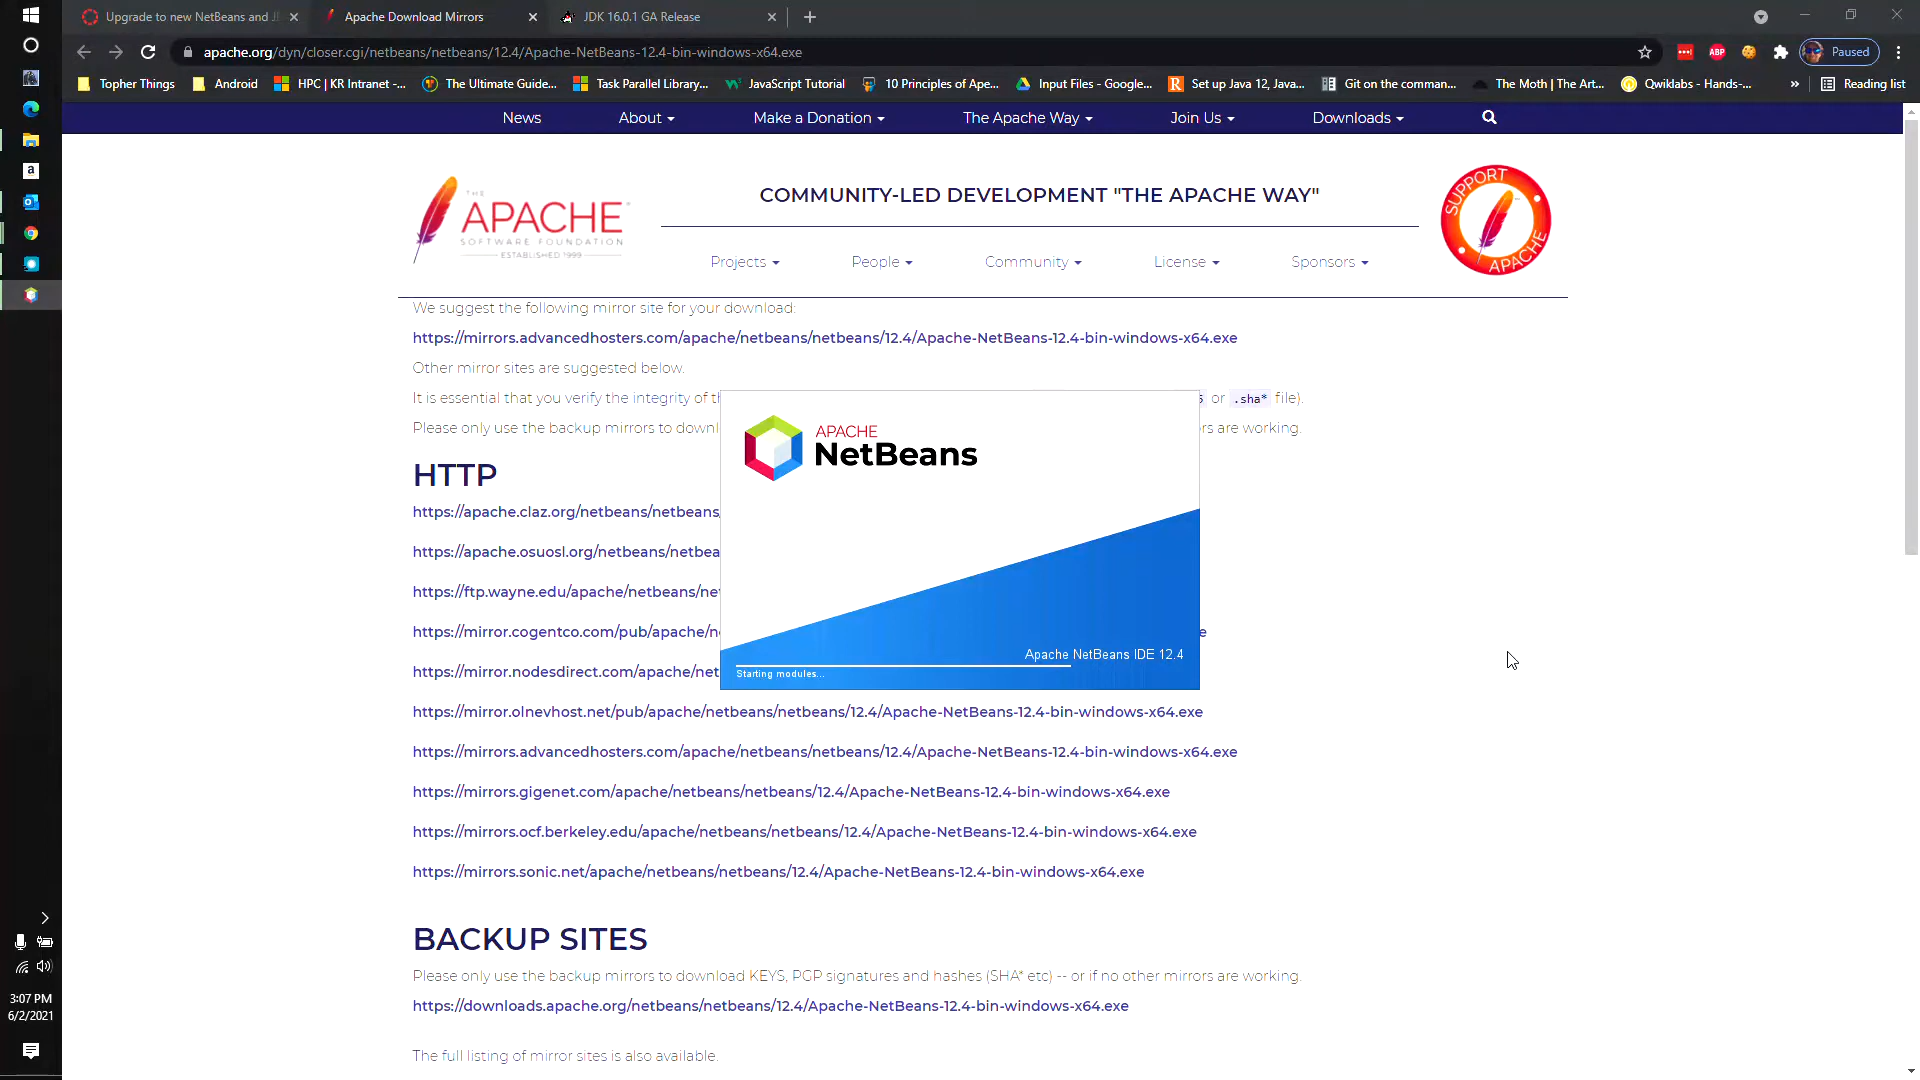 Upgrade to new NetBeans and J
Apache Download Mirrors
JDK 16.0.1 GA Release
apache.org/dyn/closer.cgi/netbeans/netbeans/12.4/Apache-NetBeans-12.4-bin-windows-x64.exe
ABP
Paused
Topher Things
Android
HPC | KR Intranet -...
The Ultimate Guide...
Task Parallel Library...
JavaScript Tutorial
10 Principles of Ape...
Input Files - Google...
Set up Java 12, Java...
Git on the comman...
The Moth | The Art...
Qwiklabs - Hands-...
»
Reading list
News
About
Make a Donation
The Apache Way
Join Us
Downloads
THE
APACHE
SOFTWARE FOUNDATION
ESTABLISHED 1999
COMMUNITY-LED DEVELOPMENT "THE APACHE WAY"
SUPPORT
APACHE
Projects
People
Community
License
Sponsors
We suggest the following mirror site for your download:
https://mirrors.advancedhosters.com/apache/netbeans/netbeans/12.4/Apache-NetBeans-12.4-bin-windows-x64.exe
Other mirror sites are suggested below.
It is essential that you verify the integrity of th
or .sha* file).
Please only use the backup mirrors to downl
rs are working.
APACHE
NetBeans
Apache NetBeans IDE 12.4
Starting modules...
HTTP
https://apache.claz.org/netbeans/netbeans
https://apache.osuosl.org/netbeans/netbea
https://ftp.wayne.edu/apache/netbeans/ne
https://mirror.cogentco.com/pub/apache/n
e
https://mirror.nodesdirect.com/apache/net
https://mirror.olnevhost.net/pub/apache/netbeans/netbeans/12.4/Apache-NetBeans-12.4-bin-windows-x64.exe
https://mirrors.advancedhosters.com/apache/netbeans/netbeans/12.4/Apache-NetBeans-12.4-bin-windows-x64.exe
https://mirrors.gigenet.com/apache/netbeans/netbeans/12.4/Apache-NetBeans-12.4-bin-windows-x64.exe
https://mirrors.ocf.berkeley.edu/apache/netbeans/netbeans/12.4/Apache-NetBeans-12.4-bin-windows-x64.exe
https://mirrors.sonic.net/apache/netbeans/netbeans/12.4/Apache-NetBeans-12.4-bin-windows-x64.exe
BACKUP SITES
Please only use the backup mirrors to download KEYS, PGP signatures and hashes (SHA* etc) -- or if no other mirrors are working.
https://downloads.apache.org/netbeans/netbeans/12.4/Apache-NetBeans-12.4-bin-windows-x64.exe
The full listing of mirror sites is also available.
3:07 PM
6/2/2021